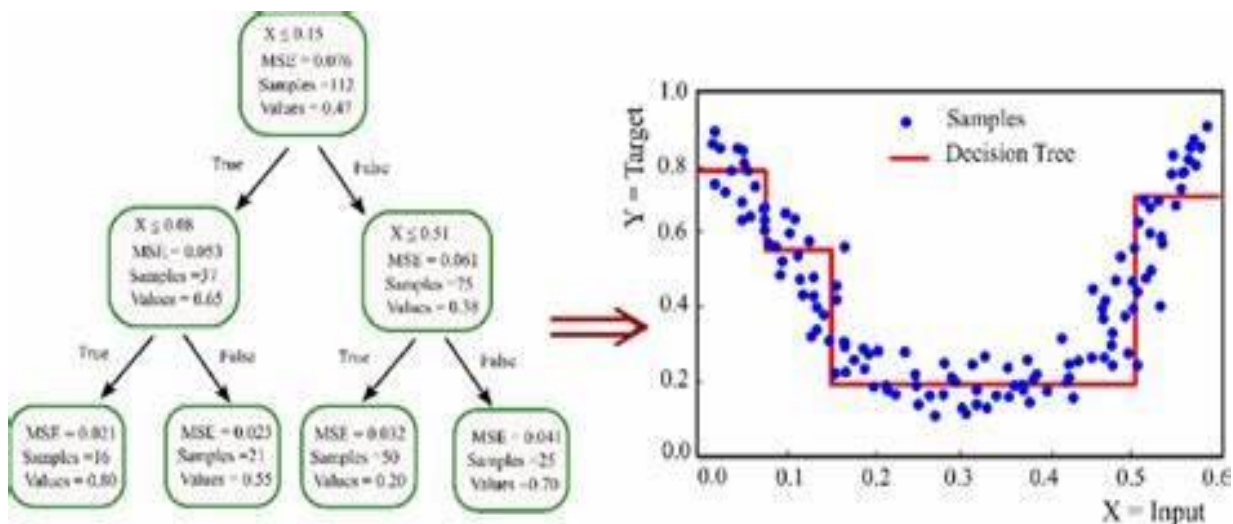 X ≤ 0.15
MSE = 0.076
Samples =112
Values = 0.47
True
False
X ≤ 0.08
MSE = 0.053
Samples =37
Values = 0.65
X ≤ 0.51
MSE = 0.061
Samples =75
Values = 0.38
True
False
True
False
MSE = 0.021
Samples =16
Values = 0.80
MSE = 0.023
Samples =21
Values = 0.55
MSE = 0.032
Samples =50
Values = 0.20
MSE = 0.041
Samples =25
Values =0.70
1.0
0.8
0.6
0.4
0.2
0.0
Y = Target
Samples
Decision Tree
0.0 0.1 0.2 0.3 0.4 0.5 0.6
X = Input